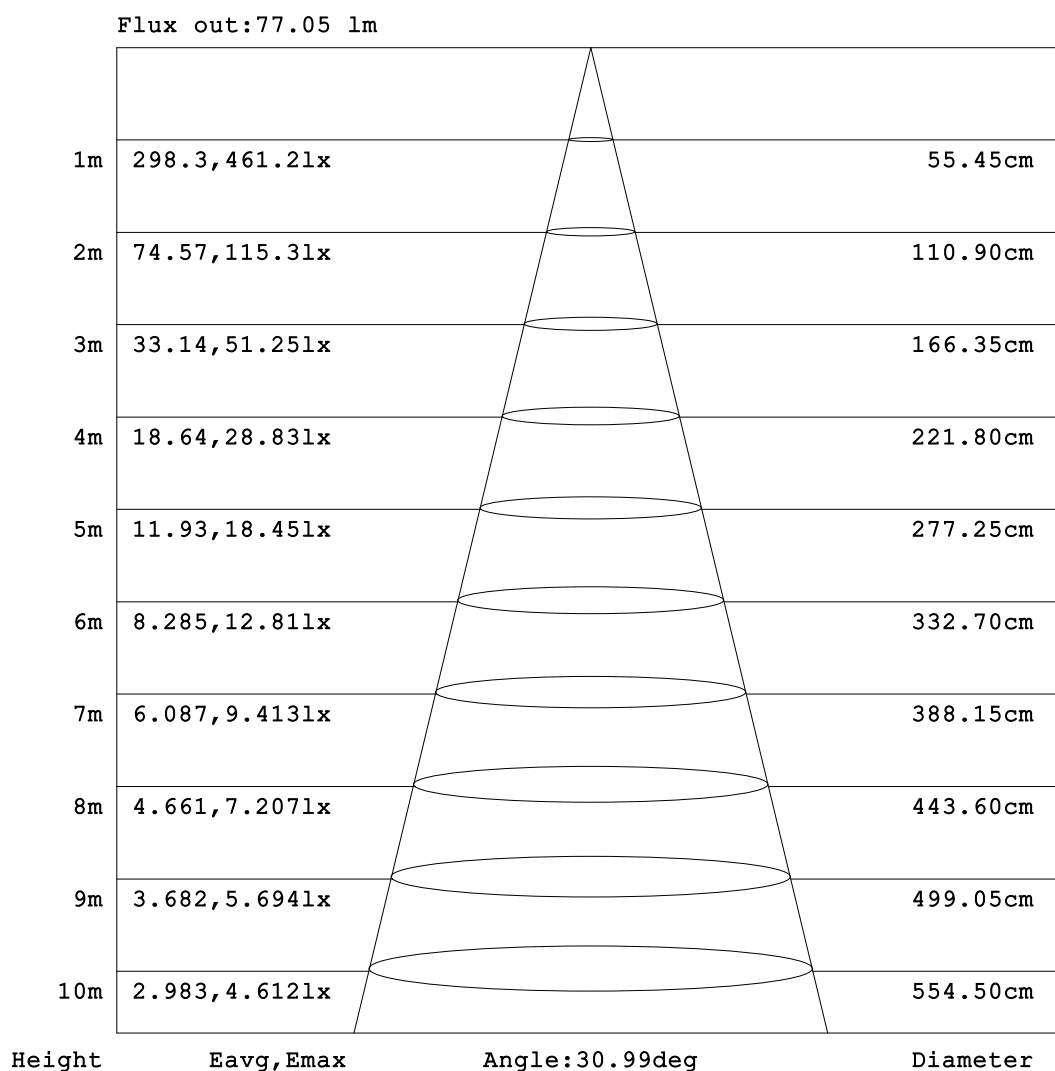 Flux out:77.05 lm
1m 298.3,461.2lx 55.45cm
2m 74.57,115.3lx 110.90cm
3m 33.14,51.25lx 166.35cm
4m 18.64,28.83lx 221.80cm
5m 11.93,18.45lx 277.25cm
6m 8.285,12.81lx 332.70cm
7m 6.087,9.413lx 388.15cm
8m 4.661,7.207lx 443.60cm
9m 3.682,5.694lx 499.05cm
10m 2.983,4.612lx 554.50cm
Height Eavg,Emax Angle:30.99deg Diameter